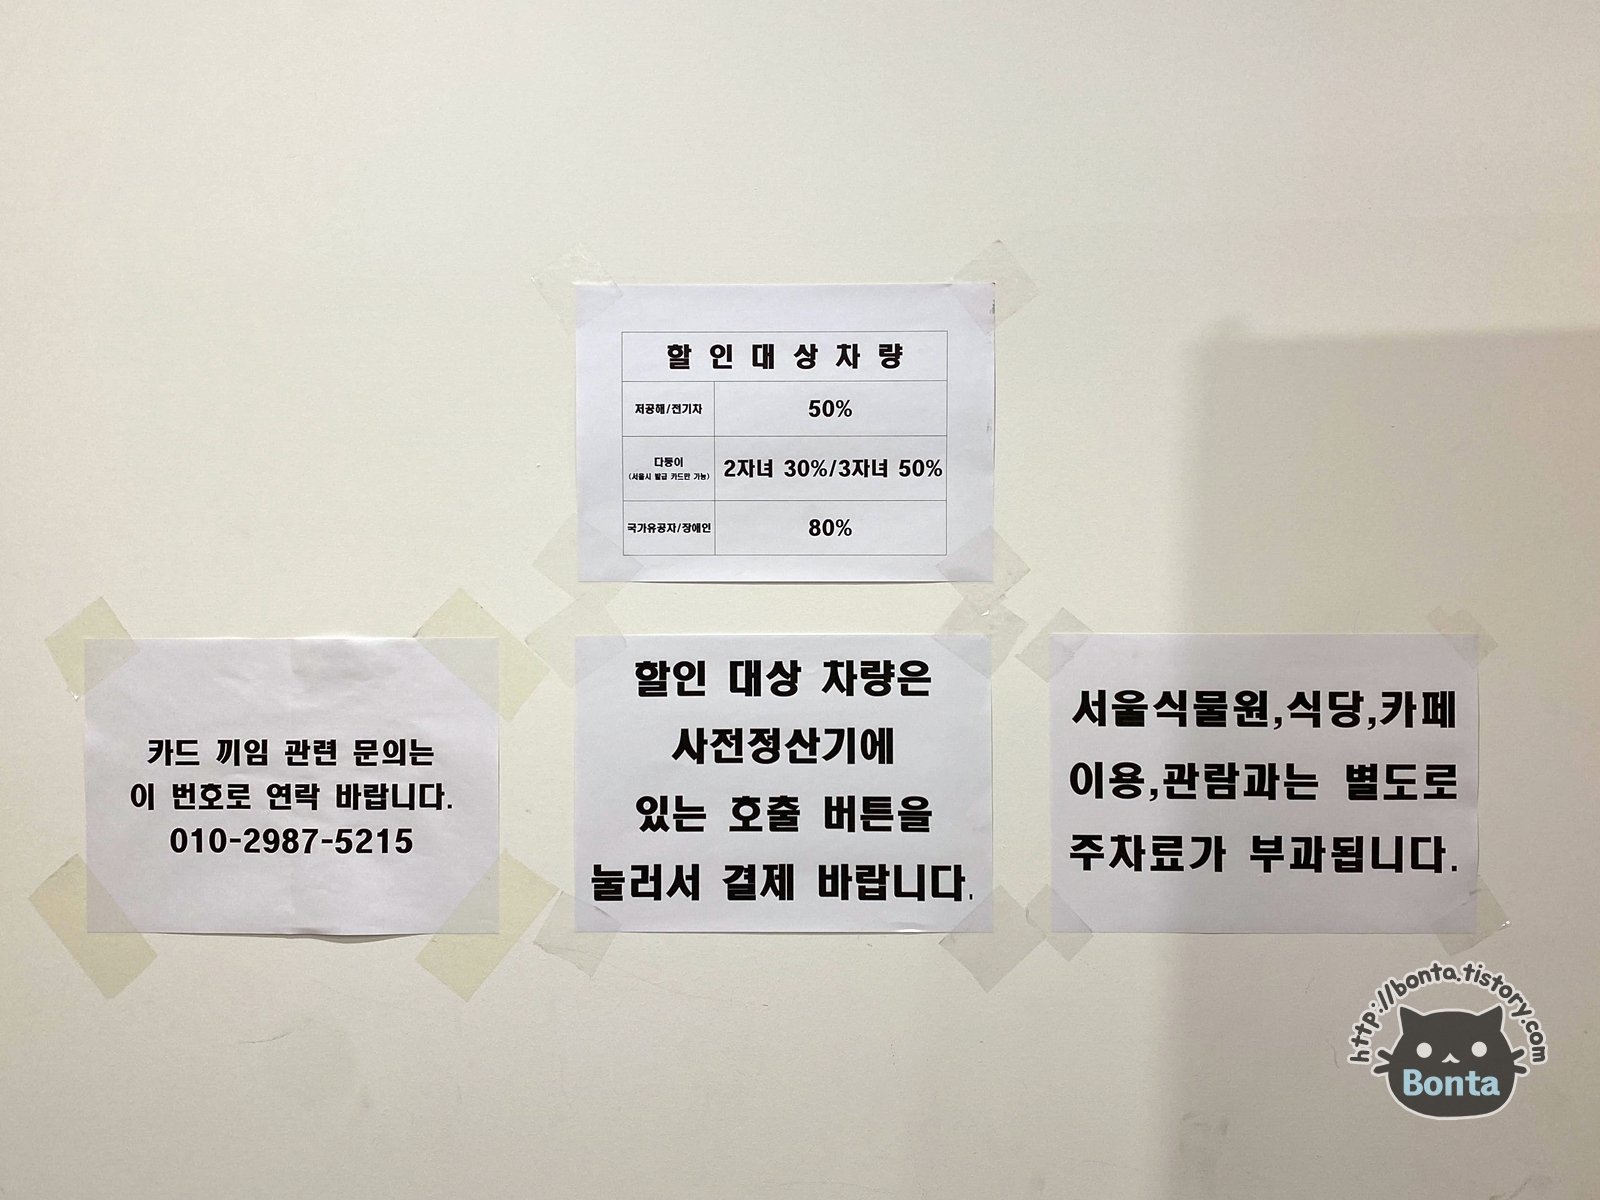 할 인 대 상 차 량
저공해/전기차 50%
다둥이
(서울시 발급 카드만 가능)
2자녀 30%/3자녀 50%
국가유공자/장애인 80%
카드 끼임 관련 문의는
이 번호로 연락 바랍니다.
010-2987-5215
할인 대상 차량은
사전정산기에
있는 호출 버튼을
눌러서 결제 바랍니다.
서울식물원,식당,카페
이용,관람과는 별도로
주차료가 부과됩니다.
http://bonta.tistory.com
Bonta